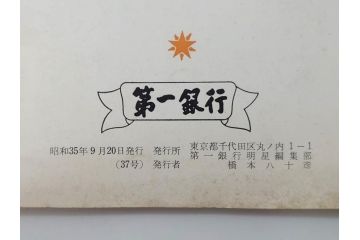 第一銀行
昭和35年9月20日発行 発行所 東京都千代田区丸ノ内1-1
第一銀行明星編集部
(37号) 発行者 橋本八十彦